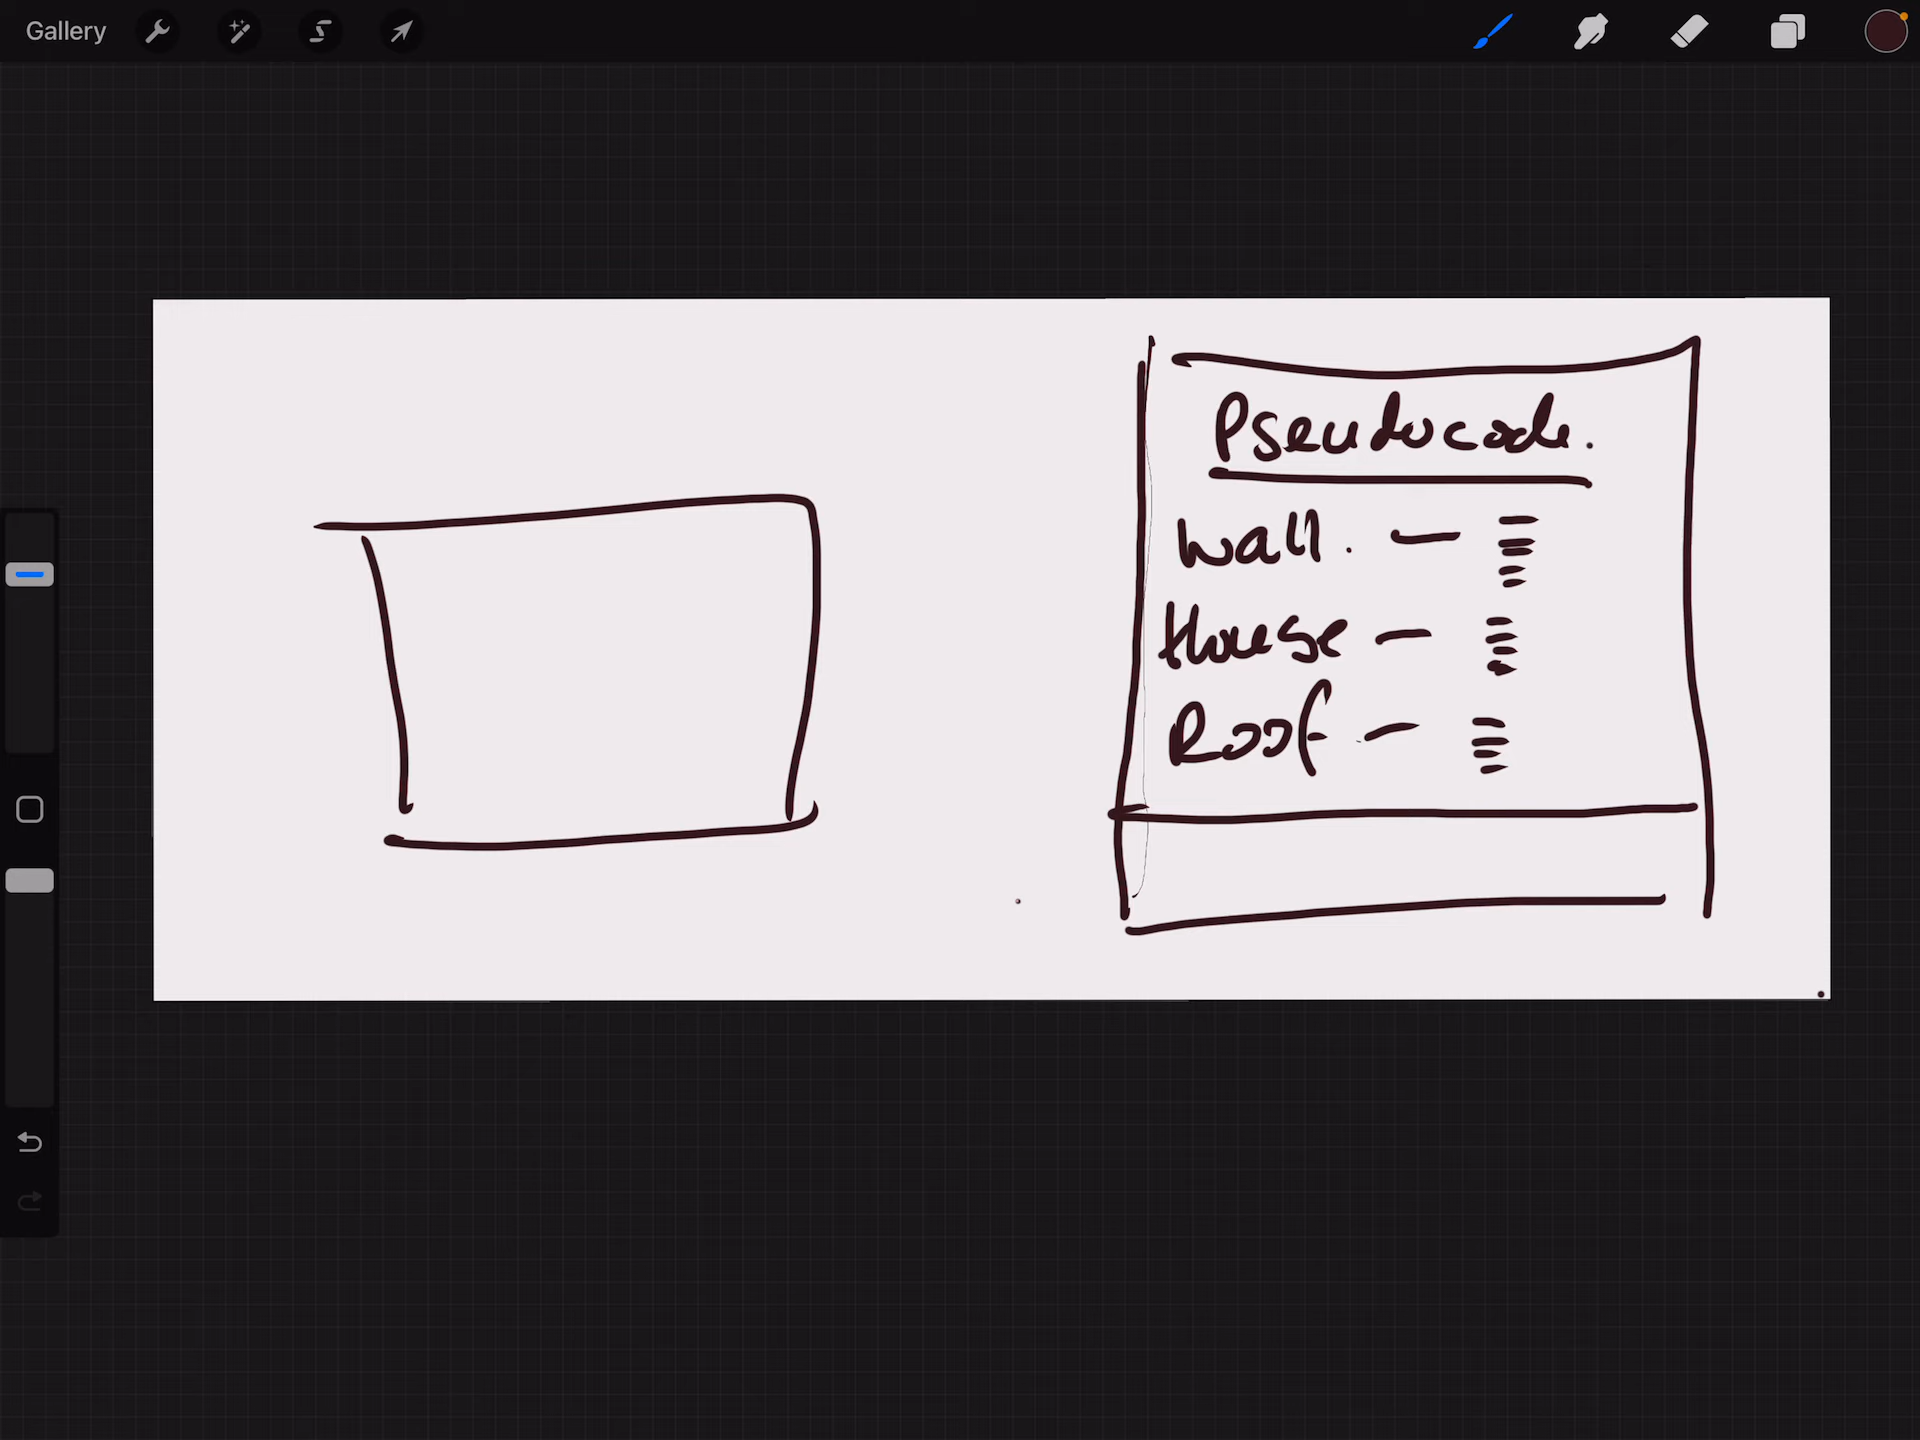 Gallery
Pseudocode.
Wall. –
House –
Roof –